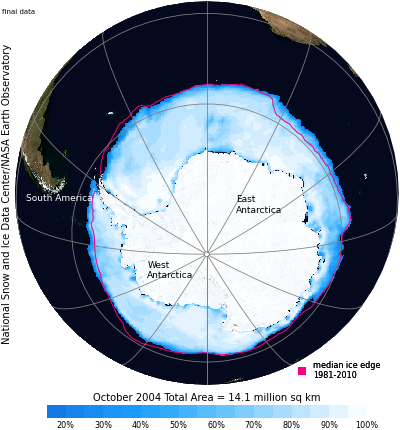 final data
National Snow and Ice Data Center/NASA Earth Observatory
South America
East
Antarctica
West
Antarctica
median ice edge
1981-2010
October 2004 Total Area = 14.1 million sq km
20% 30% 40% 50% 60% 70% 80% 90% 100%